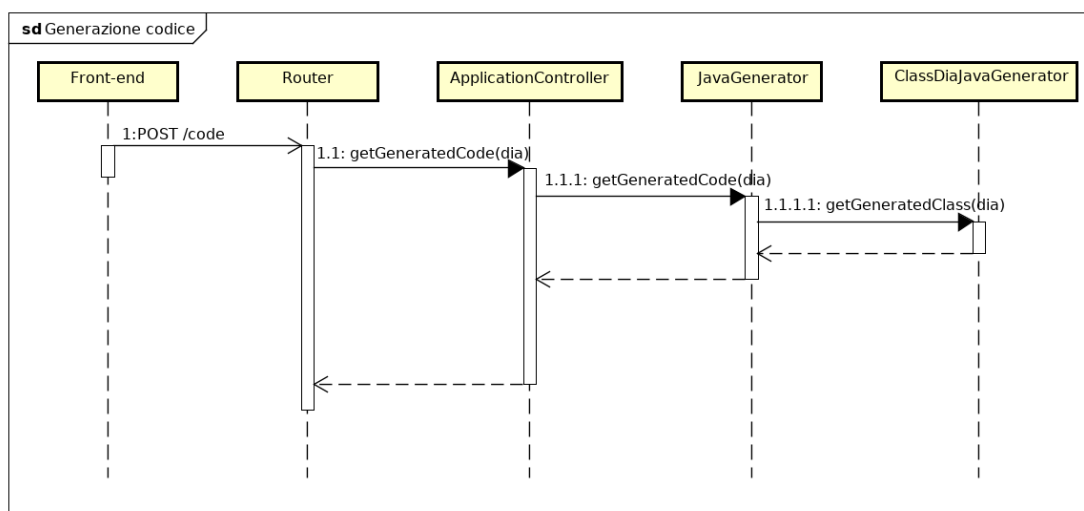 sd Generazione codice
Front-end
Router
ApplicationController
JavaGenerator
ClassDiaJavaGenerator
1:POST /code
1.1: getGeneratedCode(dia)
1.1.1: getGeneratedCode(dia)
1.1.1.1: getGeneratedClass(dia)